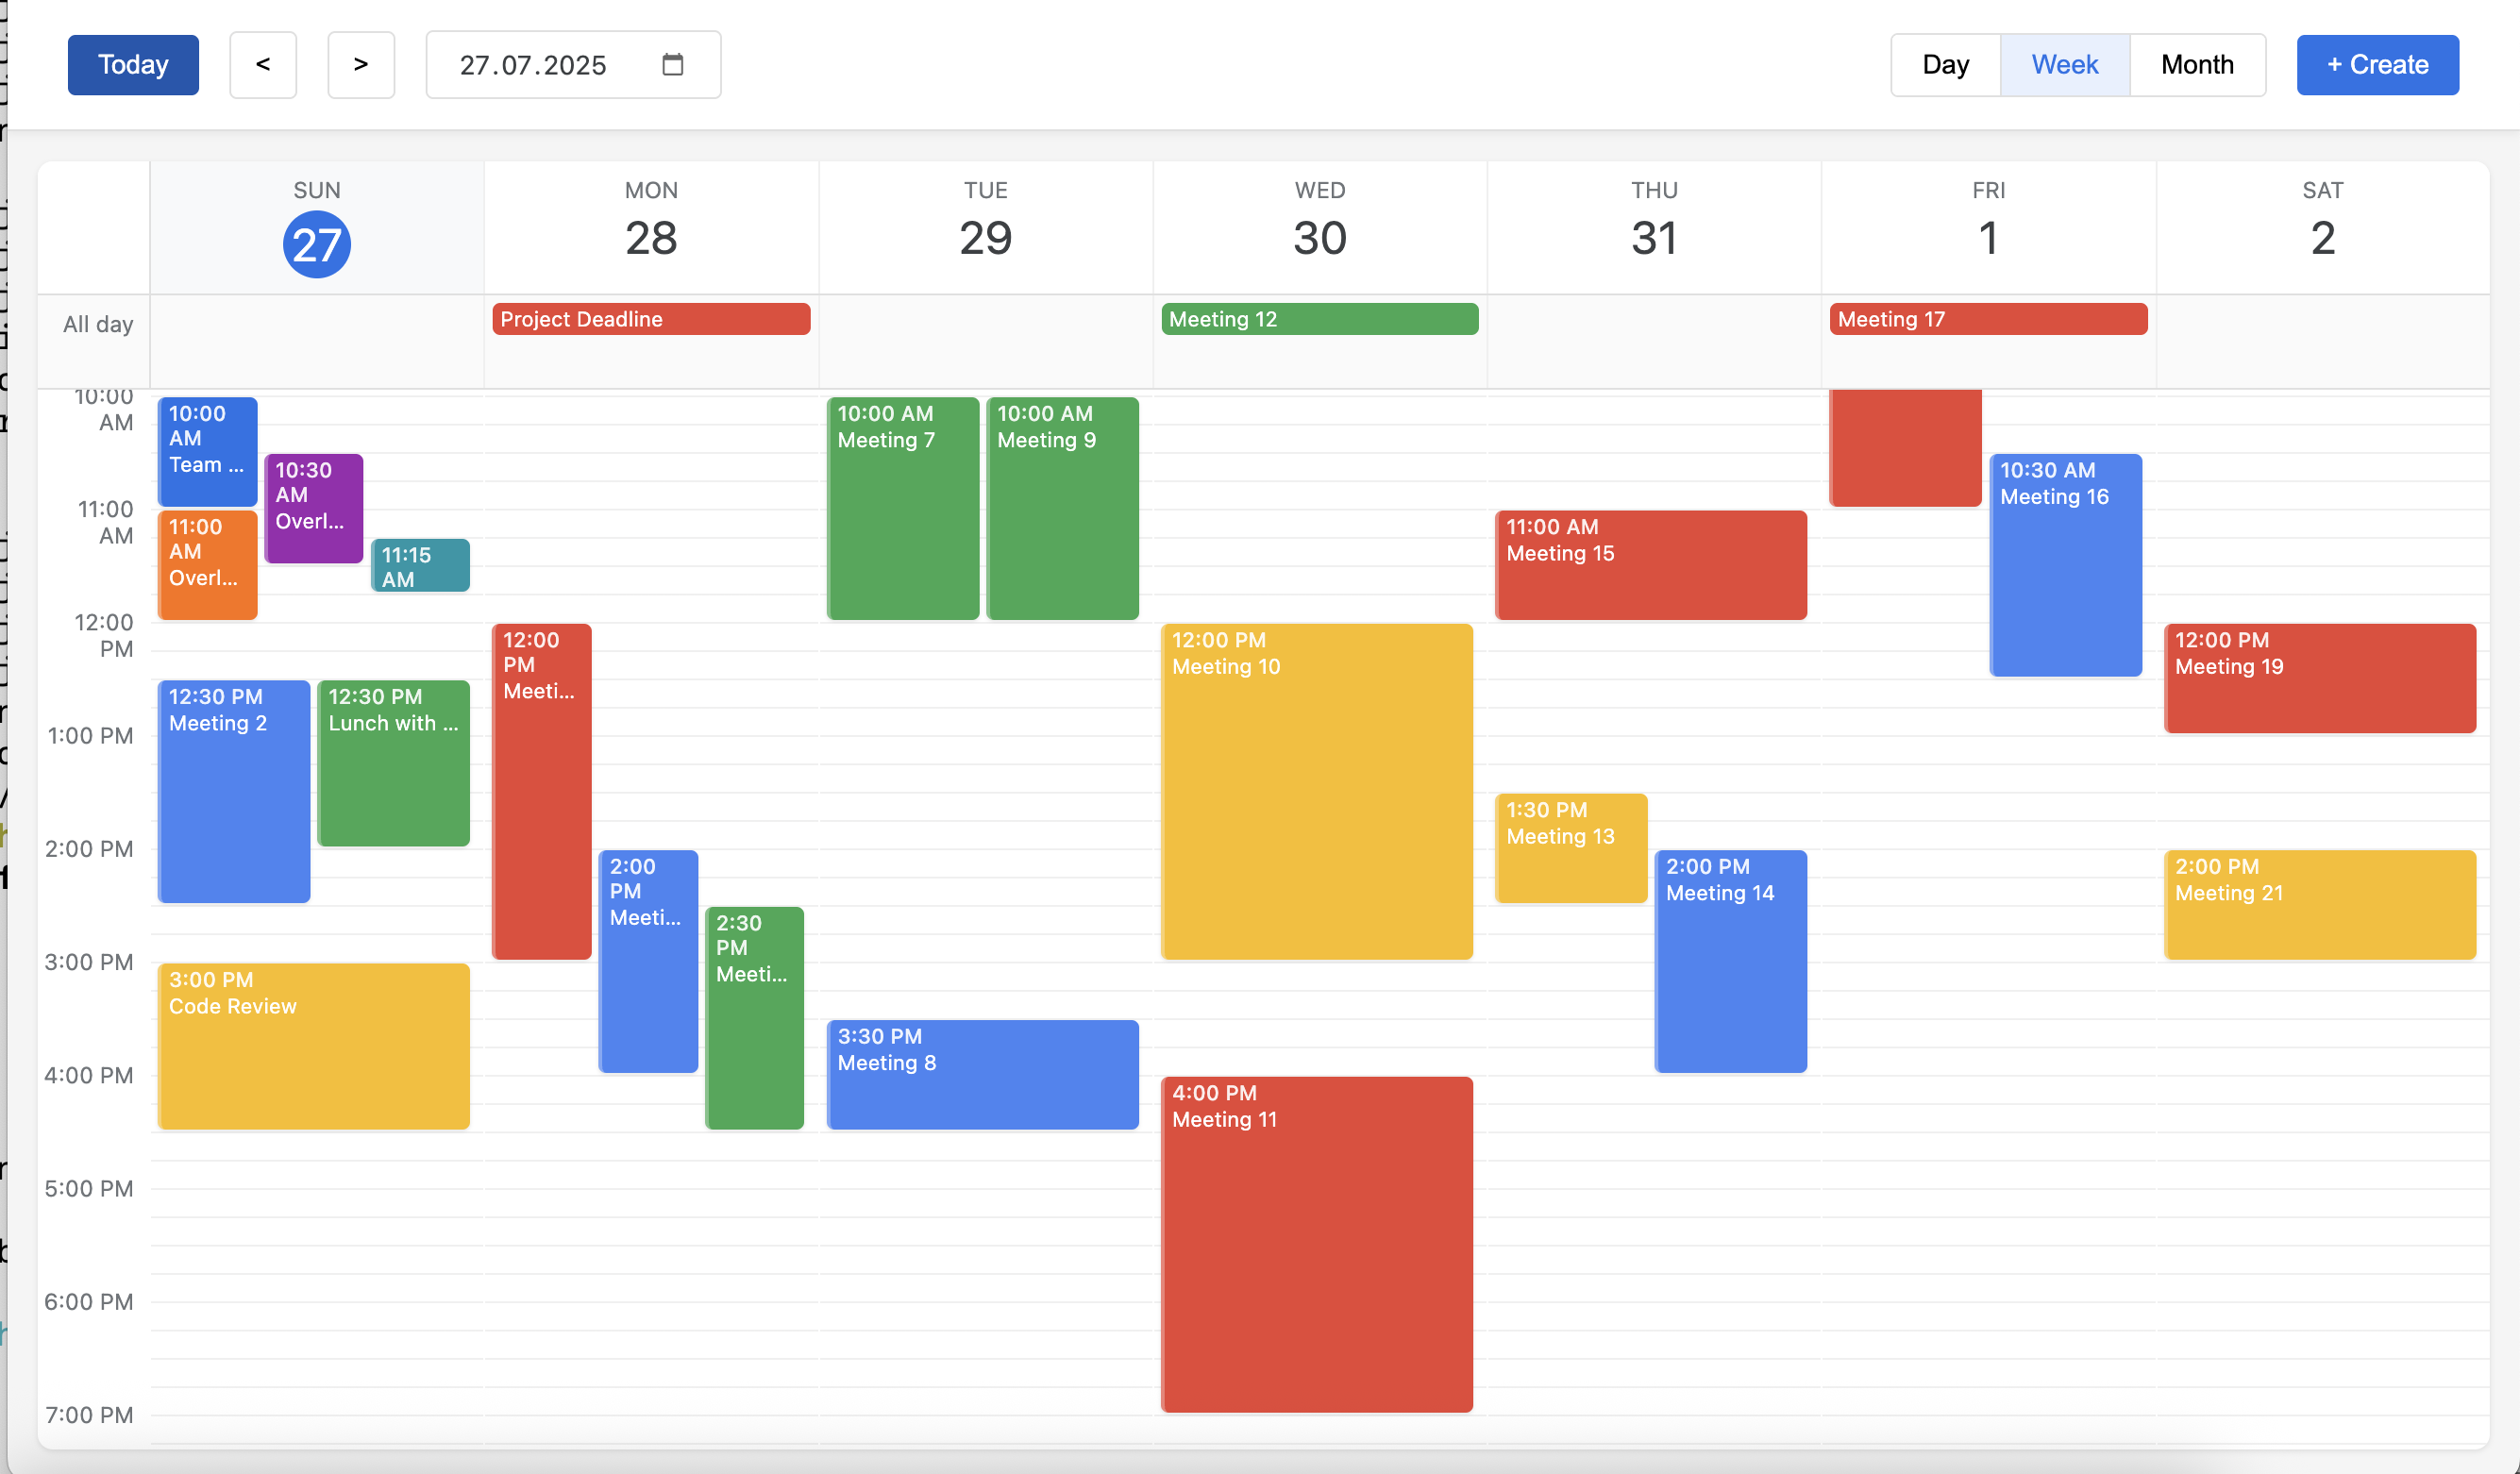 Today
<
>
27.07.2025
Day
Week
Month
+ Create
SUN
27
MON
28
TUE
29
WED
30
THU
31
FRI
1
SAT
2
All day
Project Deadline
Meeting 12
Meeting 17
10:00
AM
11:00
AM
12:00
PM
1:00 PM
2:00 PM
3:00 PM
4:00 PM
5:00 PM
6:00 PM
7:00 PM
10:00
AM
Team ...
10:30
AM
Overl...
11:00
AM
Overl...
11:15
AM
12:30 PM
Meeting 2
12:30 PM
Lunch with ...
3:00 PM
Code Review
12:00
PM
Meeti...
2:00
PM
Meeti...
2:30
PM
Meeti...
10:00 AM
Meeting 7
10:00 AM
Meeting 9
3:30 PM
Meeting 8
12:00 PM
Meeting 10
4:00 PM
Meeting 11
11:00 AM
Meeting 15
1:30 PM
Meeting 13
2:00 PM
Meeting 14
10:30 AM
Meeting 16
12:00 PM
Meeting 19
2:00 PM
Meeting 21